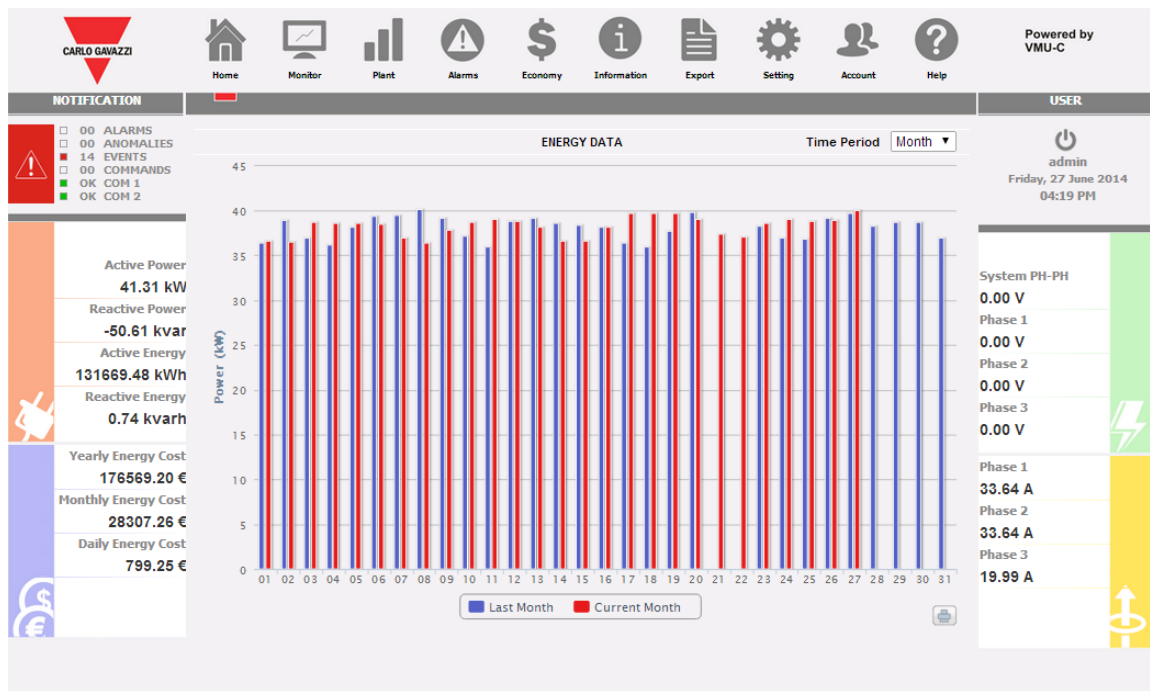 CARLO GAVAZZI
Home Monitor Plant Alarms Economy Information Export Setting Account Help
Powered by
VMU-C
NOTIFICATION
00 ALARMS
00 ANOMALIES
14 EVENTS
00 COMMANDS
OK COM 1
OK COM 2
Active Power
41.31 kW
Reactive Power
-50.61 kvar
Active Energy
131669.48 kWh
Reactive Energy
0.74 kvarh
Yearly Energy Cost
176569.20 €
Monthly Energy Cost
28307.26 €
Daily Energy Cost
799.25 €
ENERGY DATA
Time Period Month
Power (kW)
45
40
35
30
25
20
15
10
5
0
01 02 03 04 05 06 07 08 09 10 11 12 13 14 15 16 17 18 19 20 21 22 23 24 25 26 27 28 29 30 31
Last Month Current Month
USER
admin
Friday, 27 June 2014
04:19 PM
System PH-PH
0.00 V
Phase 1
0.00 V
Phase 2
0.00 V
Phase 3
0.00 V
Phase 1
33.64 A
Phase 2
33.64 A
Phase 3
19.99 A